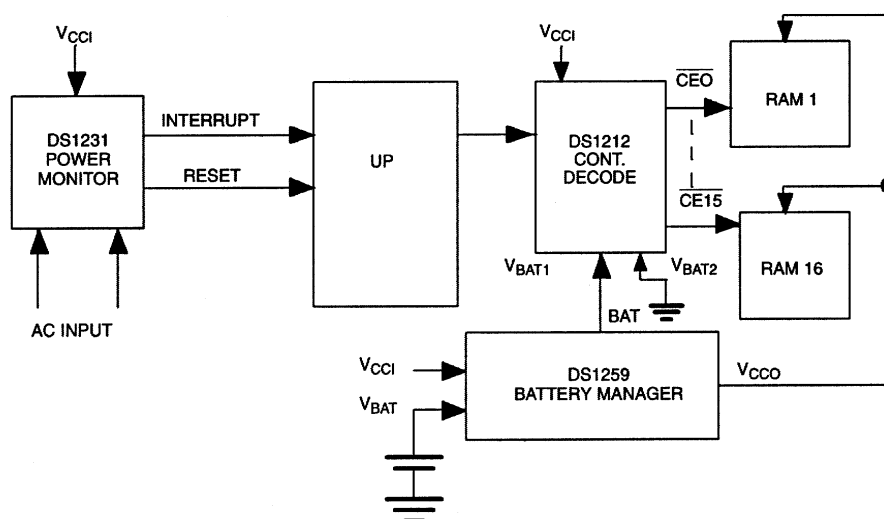 VCCI
VCCI
CEO
RAM 1
DS1231
POWER
MONITOR
INTERRUPT
RESET
UP
DS1212
CONT.
DECODE
CE15
RAM 16
VBAT1
VBAT2
AC INPUT
BAT
VCCI
VBAT
DS1259
BATTERY MANAGER
VCCO